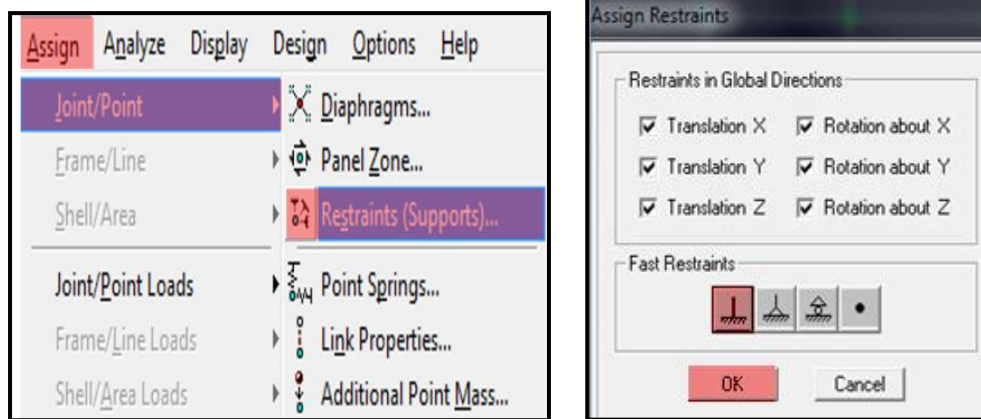 Assign Analyze Display Design Options Help
Joint/Point
Frame/Line
Shell/Area
Joint/Point Loads
Frame/Line Loads
Shell/Area Loads
Diaphragms...
Panel Zone...
Restraints (Supports)...
Point Springs...
Link Properties...
Additional Point Mass...
Assign Restraints
Restraints in Global Directions
Translation X Rotation about X
Translation Y Rotation about Y
Translation Z Rotation about Z
Fast Restraints
OK Cancel